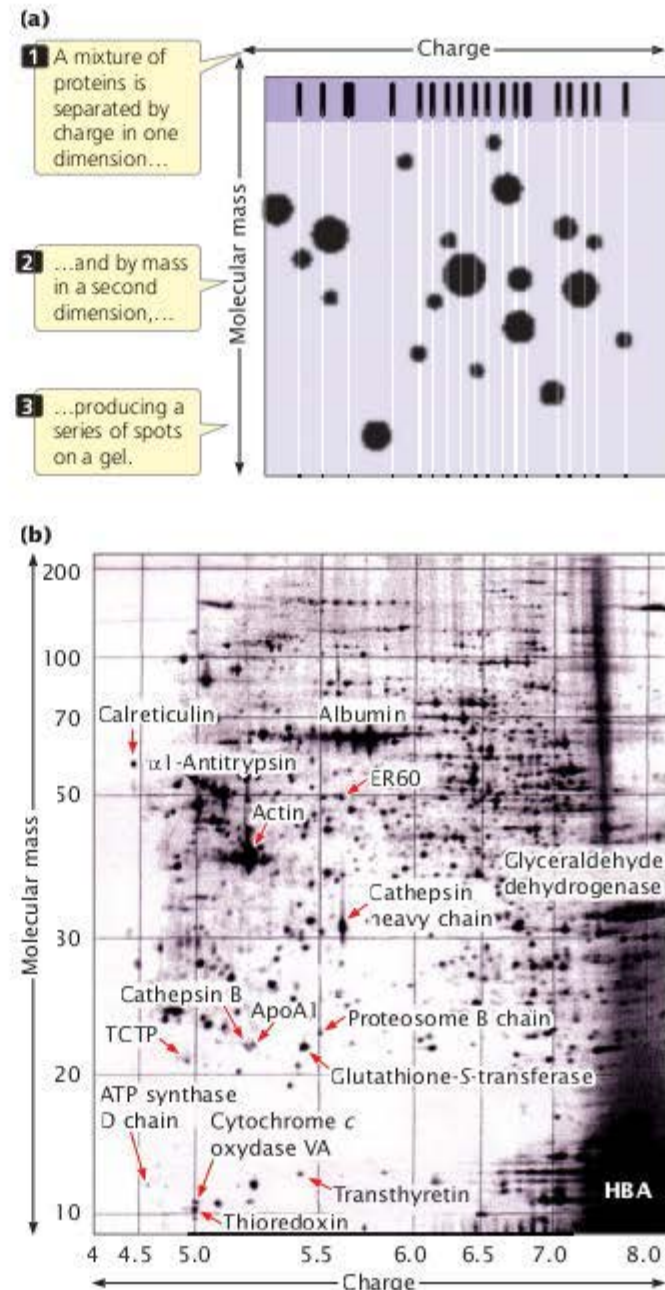 (a)
Charge
1 A mixture of
proteins is
separated by
charge in one
dimension…
Molecular mass
2 …and by mass
in a second
dimension,…
3 …producing a
series of spots
on a gel.
(b)
Molecular mass
200
100
70
50
30
20
10
Calreticulin
Albumin
α1-Antitrypsin
ER60
Actin
Glyceraldehyde
dehydrogenase
Cathepsin
heavy chain
Cathepsin B
ApoA1
Proteosome B chain
TCTP
Glutathione-S-transferase
ATP synthase
D chain
Cytochrome c
oxydase VA
Transthyretin
HBA
Thioredoxin
4 4.5 5.0 5.5 6.0 6.5 7.0 8.0
Charge